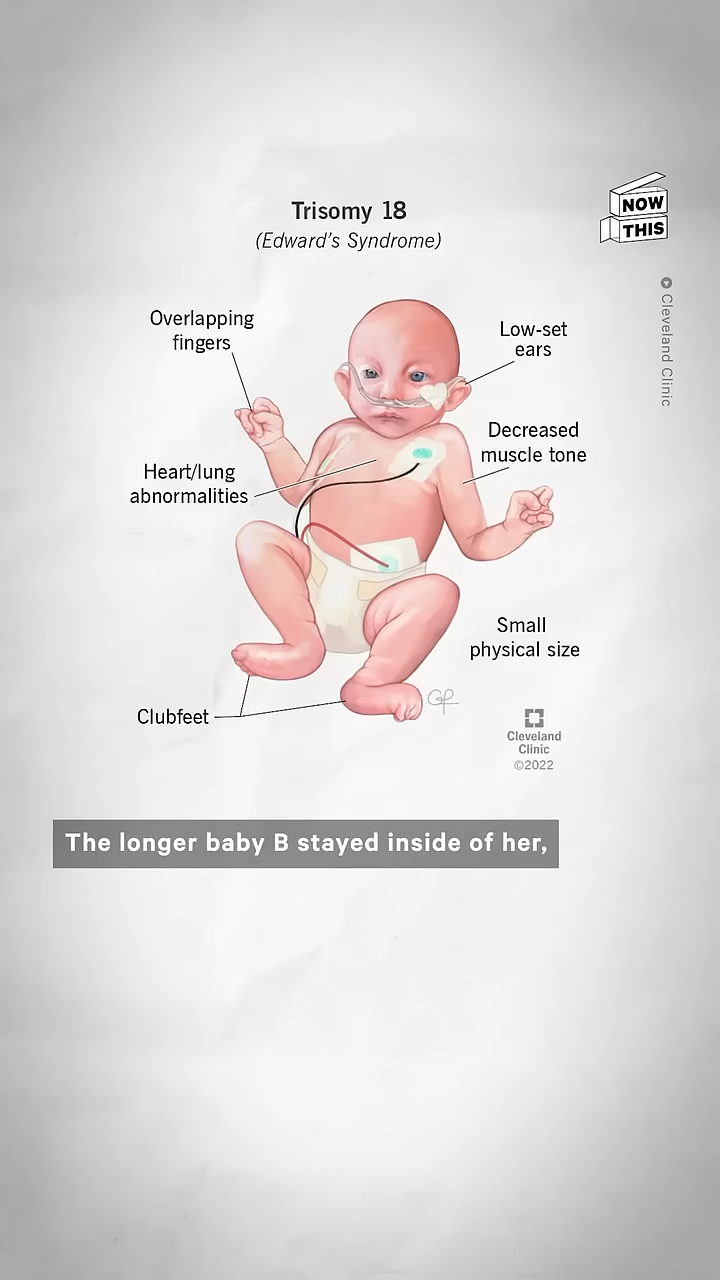 Trisomy 18
(Edward's Syndrome)
NOW
THIS
Cleveland Clinic
Overlapping
fingers
Low-set
ears
Decreased
muscle tone
Heart/lung
abnormalities
Small
physical size
Clubfeet
Cleveland
Clinic
©2022
The longer baby B stayed inside of her,